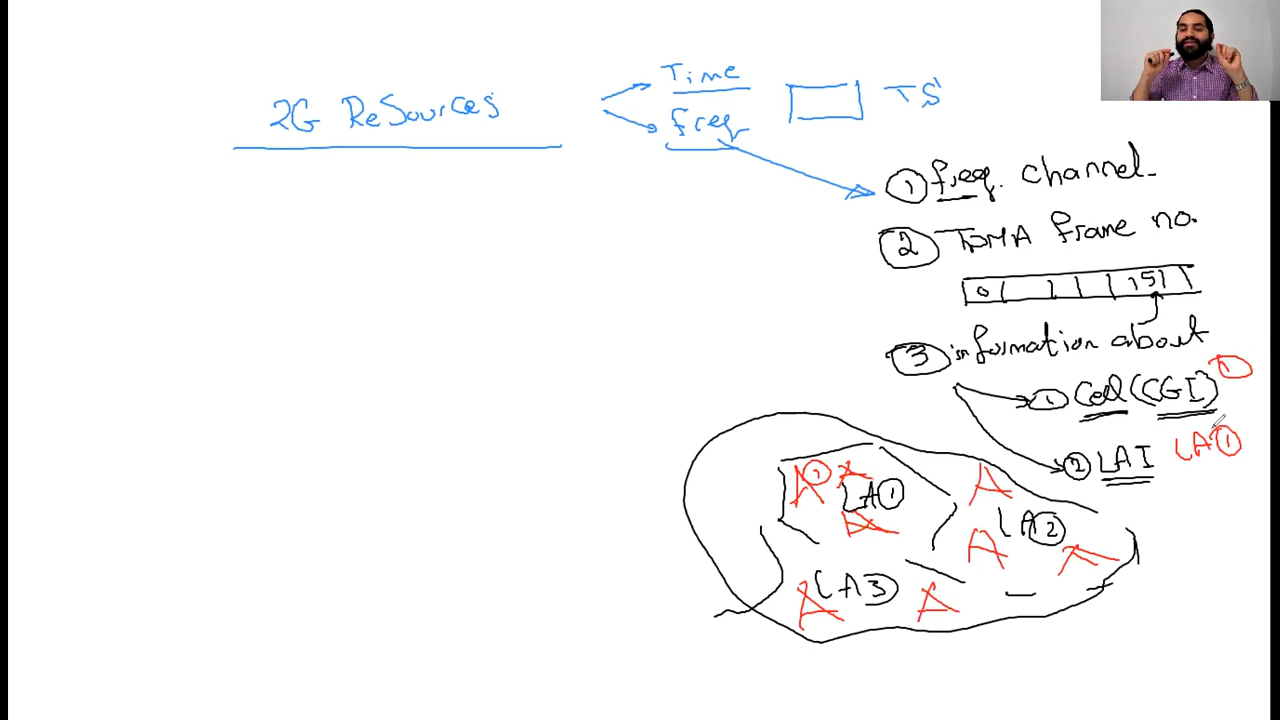 2G Resources
Time
freq
TS
① freq. channel.
② TDMA frame no.
0 151
③ information about
① Cell (CGI) 1
② LAI LA①
1
LA①
LA②
LA3